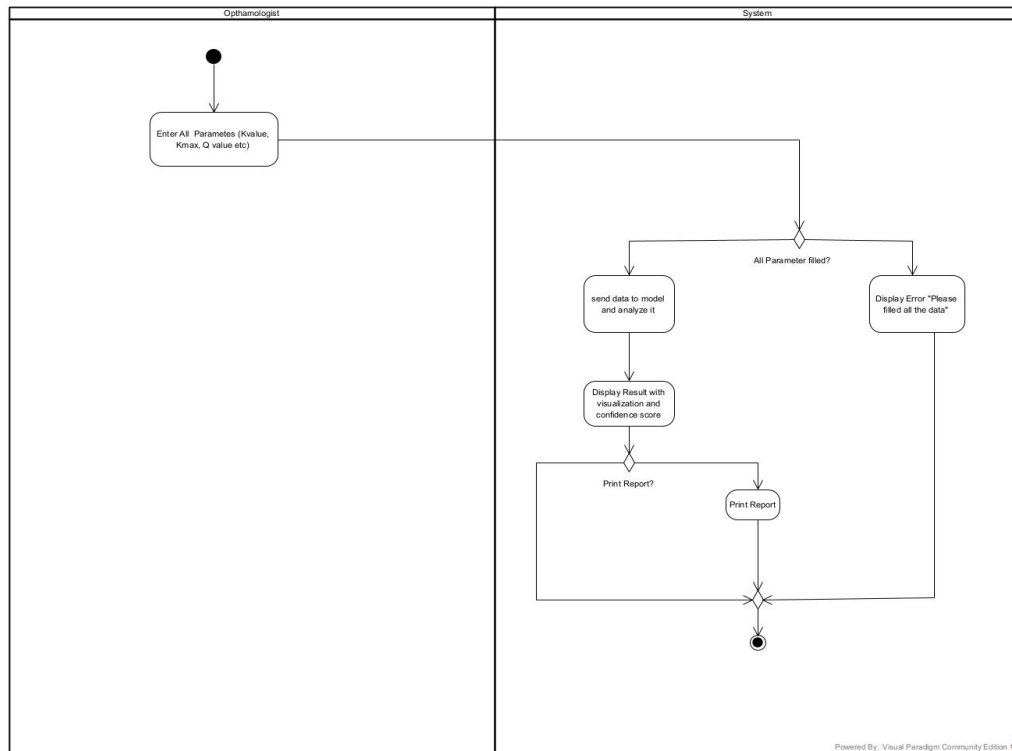 Opthamologist
System
Enter All Parametes (Kvalue,
Kmax, Q value etc)
All Parameter filled?
send data to model
and analyze it
Display Error "Please
filled all the data"
Display Result with
visualization and
confidence score
Print Report?
Print Report
Powered By: Visual Paradigm Community Edition